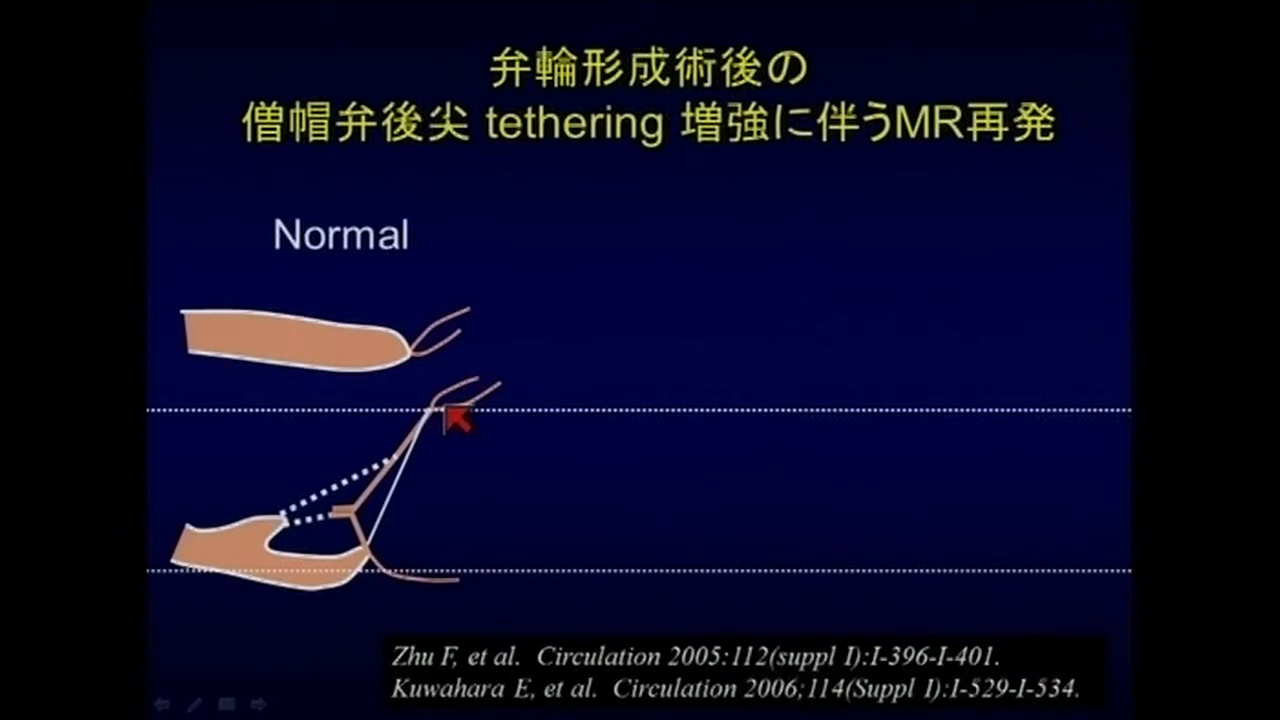 弁輪形成術後の
僧帽弁後尖 tethering 増強に伴うMR再発
Normal
Zhu F, et al. Circulation 2005:112(suppl I):I-396-I-401.
Kuwahara E, et al. Circulation 2006;114(Suppl I):I-529-I-534.